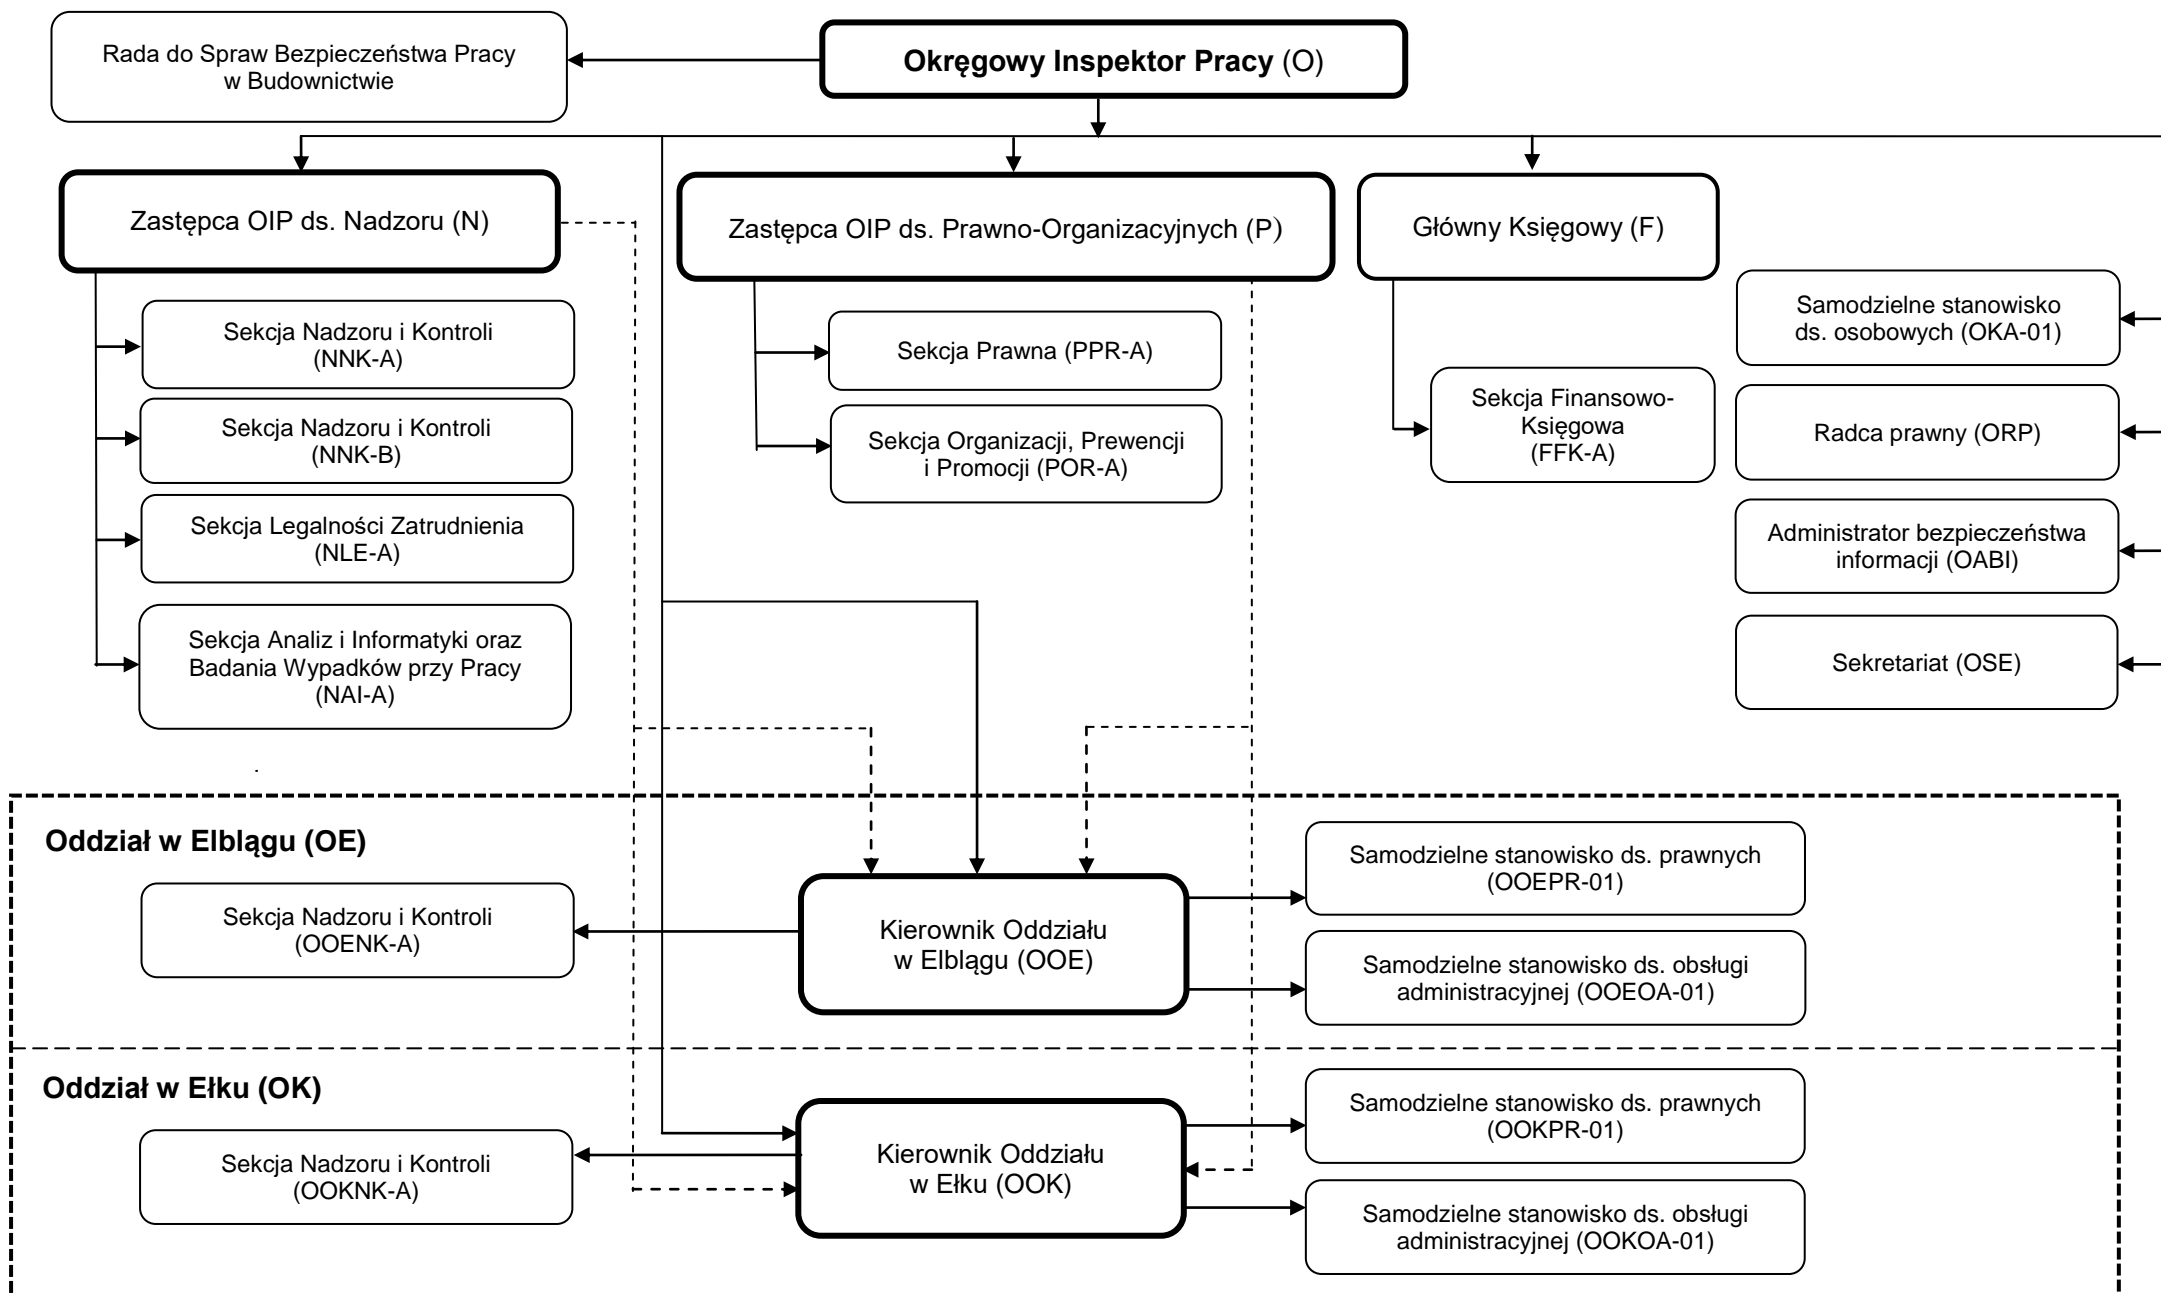 Rada do Spraw Bezpieczeństwa Pracy
w Budownictwie
Okręgowy Inspektor Pracy (O)
Zastępca OIP ds. Nadzoru (N)
Zastępca OIP ds. Prawno-Organizacyjnych (P)
Główny Księgowy (F)
Sekcja Nadzoru i Kontroli
(NNK-A)
Sekcja Nadzoru i Kontroli
(NNK-B)
Sekcja Legalności Zatrudnienia
(NLE-A)
Sekcja Analiz i Informatyki oraz
Badania Wypadków przy Pracy
(NAI-A)
Sekcja Prawna (PPR-A)
Sekcja Organizacji, Prewencji
i Promocji (POR-A)
Sekcja Finansowo-
Księgowa
(FFK-A)
Samodzielne stanowisko
ds. osobowych (OKA-01)
Radca prawny (ORP)
Administrator bezpieczeństwa
informacji (OABI)
Sekretariat (OSE)
.
Oddział w Elblągu (OE)
Sekcja Nadzoru i Kontroli
(OOENK-A)
Kierownik Oddziału
w Elblągu (OOE)
Samodzielne stanowisko ds. prawnych
(OOEPR-01)
Samodzielne stanowisko ds. obsługi
administracyjnej (OOEOA-01)
Oddział w Ełku (OK)
Sekcja Nadzoru i Kontroli
(OOKNK-A)
Kierownik Oddziału
w Ełku (OOK)
Samodzielne stanowisko ds. prawnych
(OOKPR-01)
Samodzielne stanowisko ds. obsługi
administracyjnej (OOKOA-01)